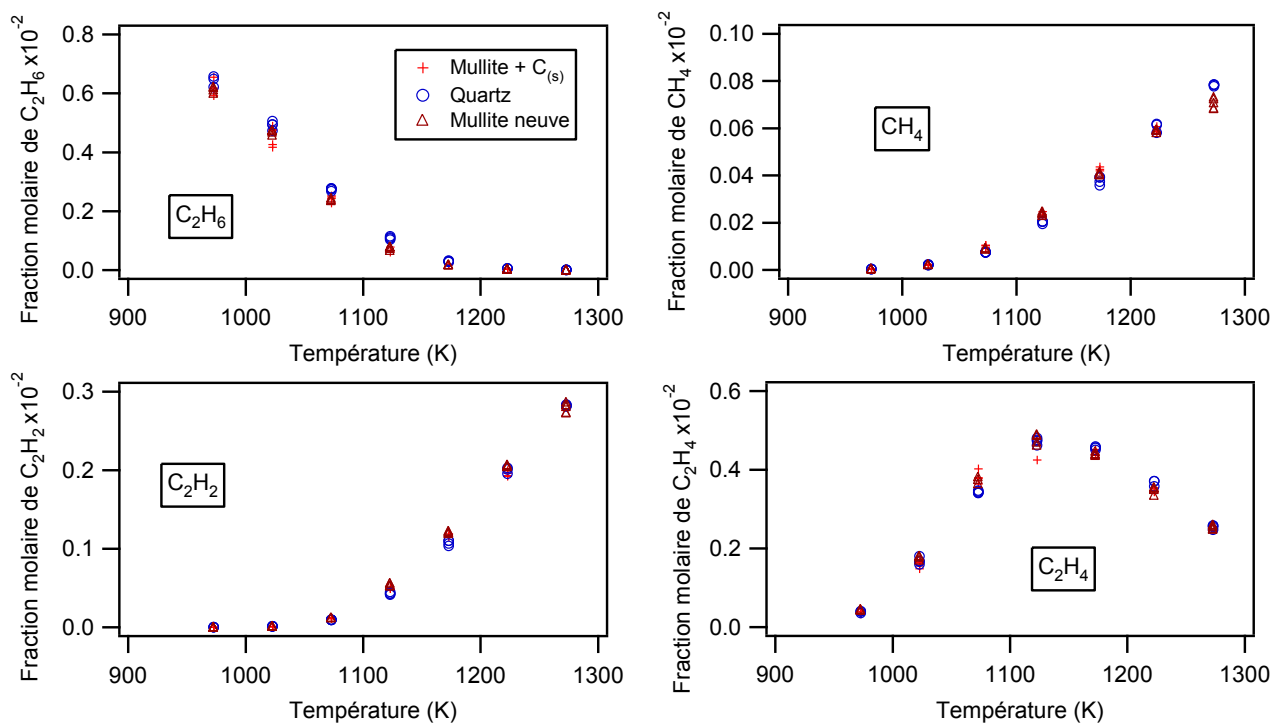 Fraction molaire de C₂H₆ x10⁻²
0.8
0.6
0.4
0.2
0.0
Mullite + C₍ₛ₎
Quartz
Mullite neuve
C₂H₆
900 1000 1100 1200 1300
Température (K)
Fraction molaire de CH₄ x10⁻²
0.10
0.08
0.06
0.04
0.02
0.00
CH₄
900 1000 1100 1200 1300
Température (K)
Fraction molaire de C₂H₂ x10⁻²
0.3
0.2
0.1
0.0
C₂H₂
900 1000 1100 1200 1300
Température (K)
Fraction molaire de C₂H₄ x10⁻²
0.6
0.4
0.2
0.0
C₂H₄
900 1000 1100 1200 1300
Température (K)